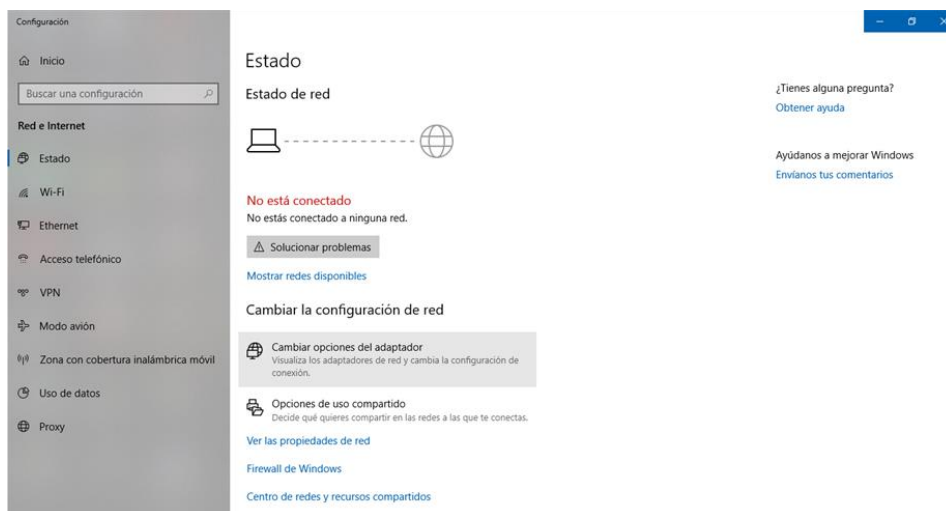 Configuración
Inicio
Buscar una configuración
Red e Internet
Estado
Wi-Fi
Ethernet
Acceso telefónico
VPN
Modo avión
Zona con cobertura inalámbrica móvil
Uso de datos
Proxy
Estado
Estado de red
No está conectado
No estás conectado a ninguna red.
Solucionar problemas
Mostrar redes disponibles
Cambiar la configuración de red
Cambiar opciones del adaptador
Visualiza los adaptadores de red y cambia la configuración de
conexión.
Opciones de uso compartido
Decide qué quieres compartir en las redes a las que te conectas.
Ver las propiedades de red
Firewall de Windows
Centro de redes y recursos compartidos
¿Tienes alguna pregunta?
Obtener ayuda
Ayúdanos a mejorar Windows
Envíanos tus comentarios